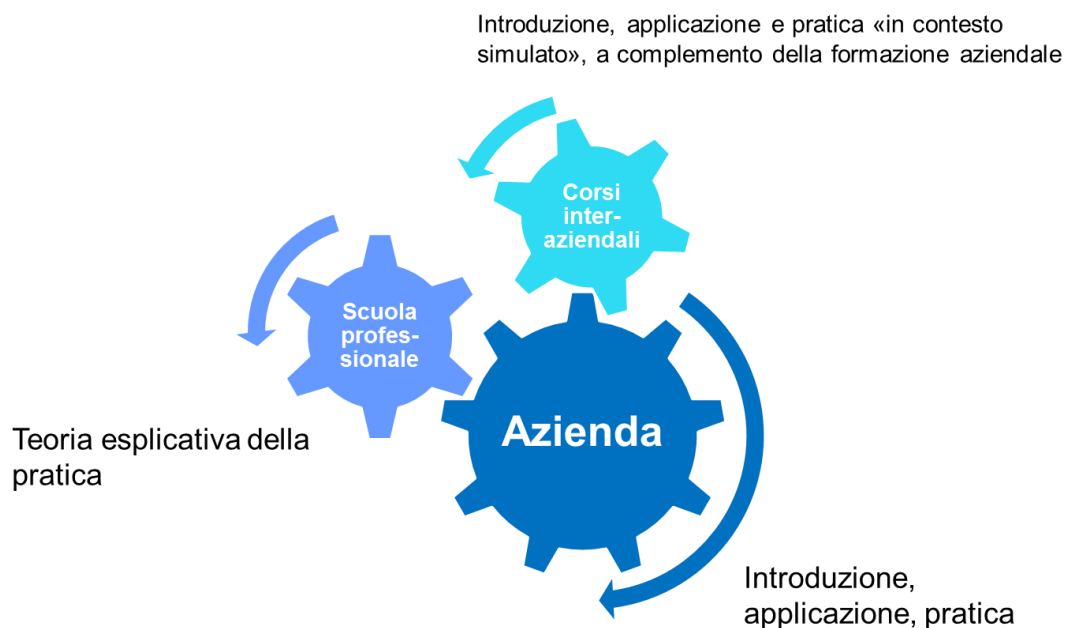 Introduzione, applicazione e pratica «in contesto
simulato», a complemento della formazione aziendale
Corsi
inter-
aziendali
Scuola
profes-
sionale
Azienda
Teoria esplicativa della
pratica
Introduzione,
applicazione, pratica